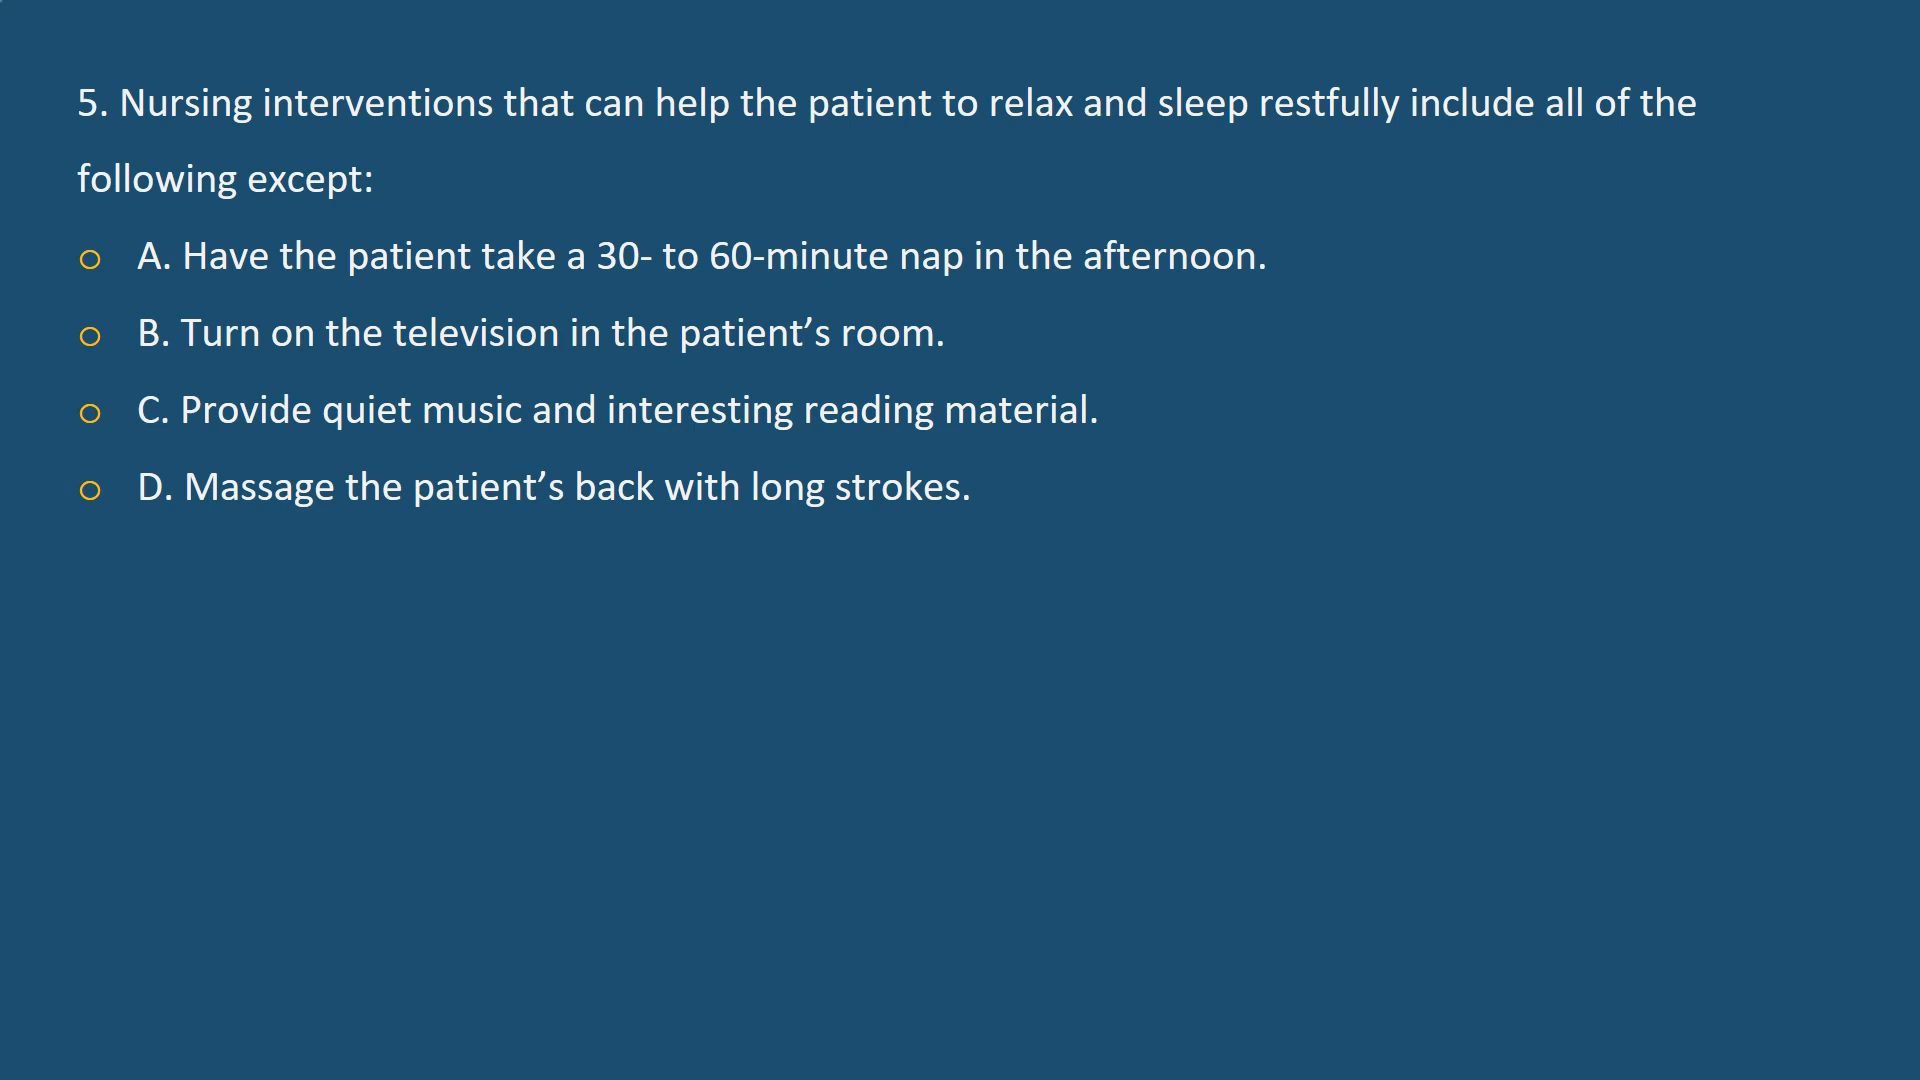 5. Nursing interventions that can help the patient to relax and sleep restfully include all of the
following except:
o A. Have the patient take a 30- to 60-minute nap in the afternoon.
o B. Turn on the television in the patient’s room.
o C. Provide quiet music and interesting reading material.
o D. Massage the patient’s back with long strokes.